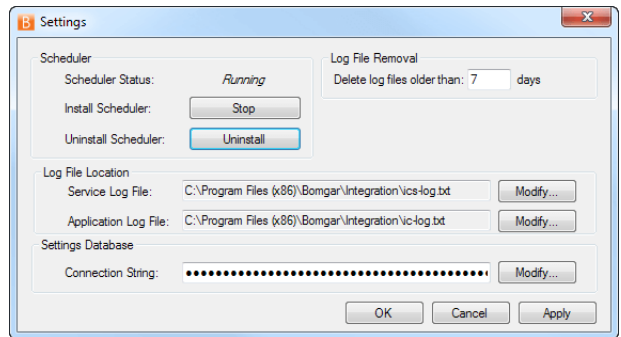 B Settings x
Scheduler
Scheduler Status: Running
Install Scheduler: Stop
Uninstall Scheduler: Uninstall
Log File Removal
Delete log files older than: 7 days
Log File Location
Service Log File: C:\Program Files (x86)\Bomgar\Integration\ics-log.txt Modify...
Application Log File: C:\Program Files (x86)\Bomgar\Integration\ic-log.txt Modify...
Settings Database
Connection String: ●●●●●●●●●●●●●●●●●●●●●●●●●●●●●●●●●●●●●●●● Modify...
OK Cancel Apply